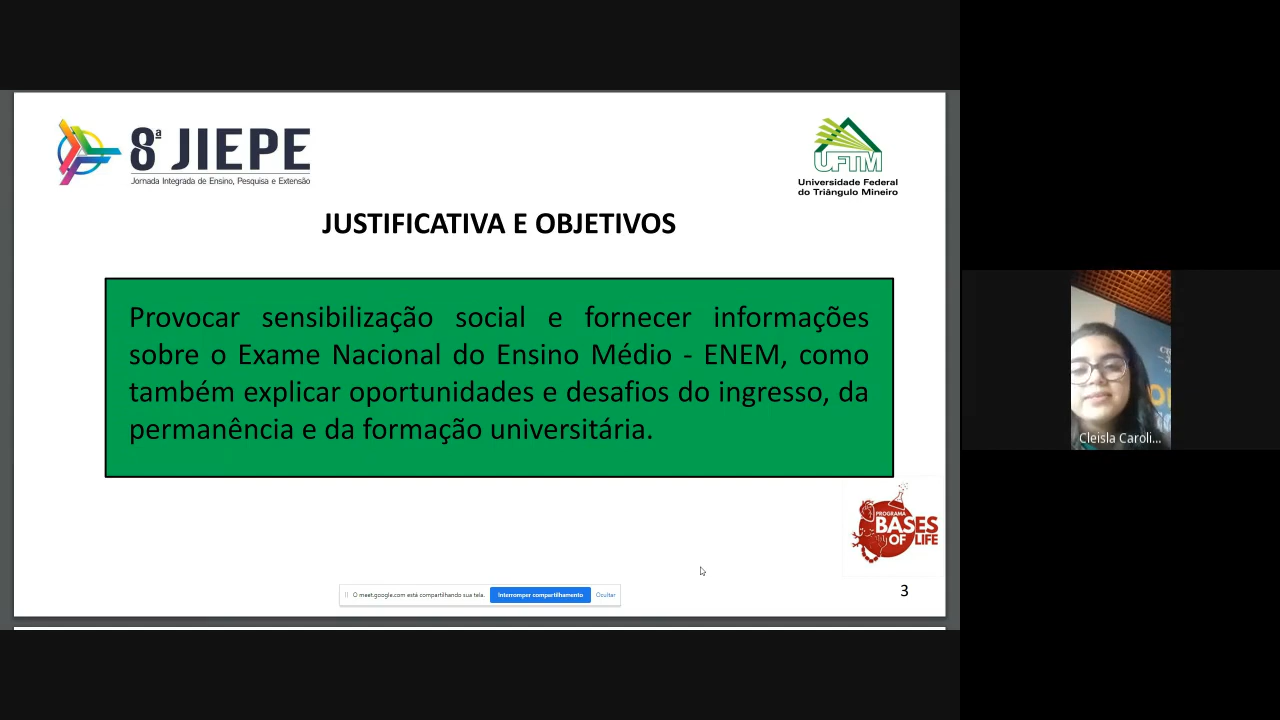 8ª JIEPE
Jornada Integrada de Ensino, Pesquisa e Extensão
UFTM
Universidade Federal
do Triângulo Mineiro
JUSTIFICATIVA E OBJETIVOS
Provocar sensibilização social e fornecer informações
sobre o Exame Nacional do Ensino Médio - ENEM, como
também explicar oportunidades e desafios do ingresso, da
permanência e da formação universitária.
Cleisla Caroli...
PROGRAMA
BASES
OF LIFE
O meet.google.com está compartilhando sua tela.
Interromper compartilhamento
Ocultar
3